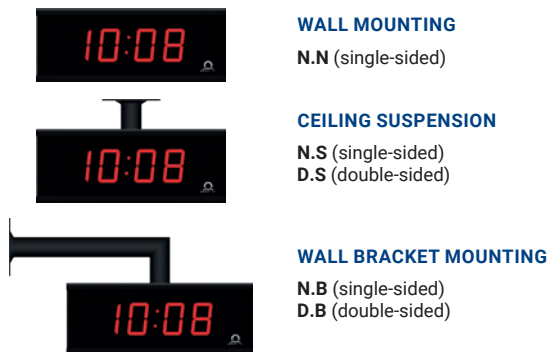 10:08
WALL MOUNTING
N.N (single-sided)
10:08
CEILING SUSPENSION
N.S (single-sided)
D.S (double-sided)
10:08
WALL BRACKET MOUNTING
N.B (single-sided)
D.B (double-sided)